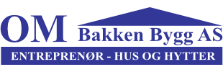 OM Bakken Bygg AS
ENTREPRENØR - HUS OG HYTTER